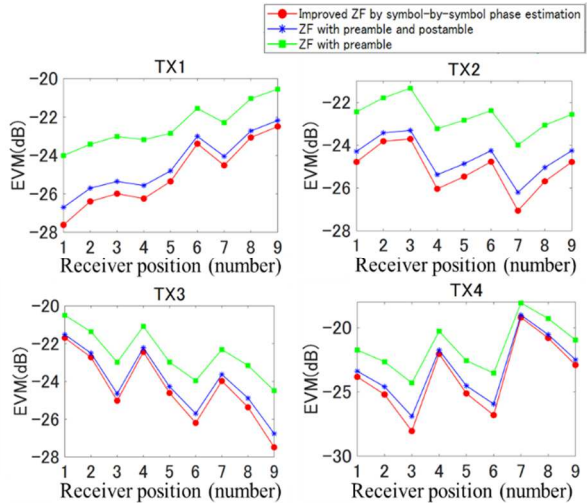 Improved ZF by symbol-by-symbol phase estimation
ZF with preamble and postamble
ZF with preamble
TX1
EVM(dB)
-20
-22
-24
-26
-28
1 2 3 4 5 6 7 8 9
Receiver position (number)
TX2
EVM(dB)
-22
-24
-26
-28
1 2 3 4 5 6 7 8 9
Receiver position (number)
TX3
EVM(dB)
-20
-22
-24
-26
-28
1 2 3 4 5 6 7 8 9
Receiver position (number)
TX4
EVM(dB)
-20
-25
-30
1 2 3 4 5 6 7 8 9
Receiver position (number)